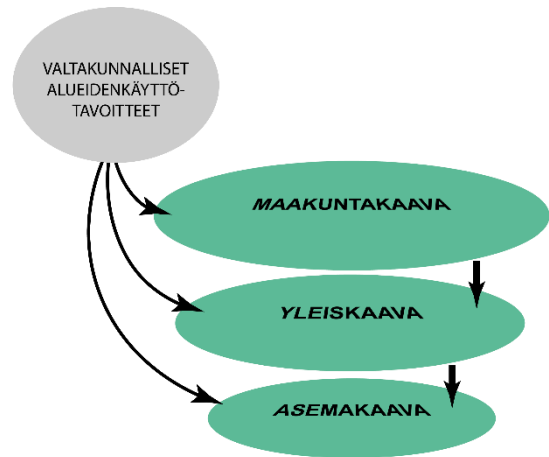 VALTAKUNNALLISET
ALUEIDENKÄYTTÖ-
TAVOITTEET
MAAKUNTAKAAVA
YLEISKAAVA
ASEMAKAAVA